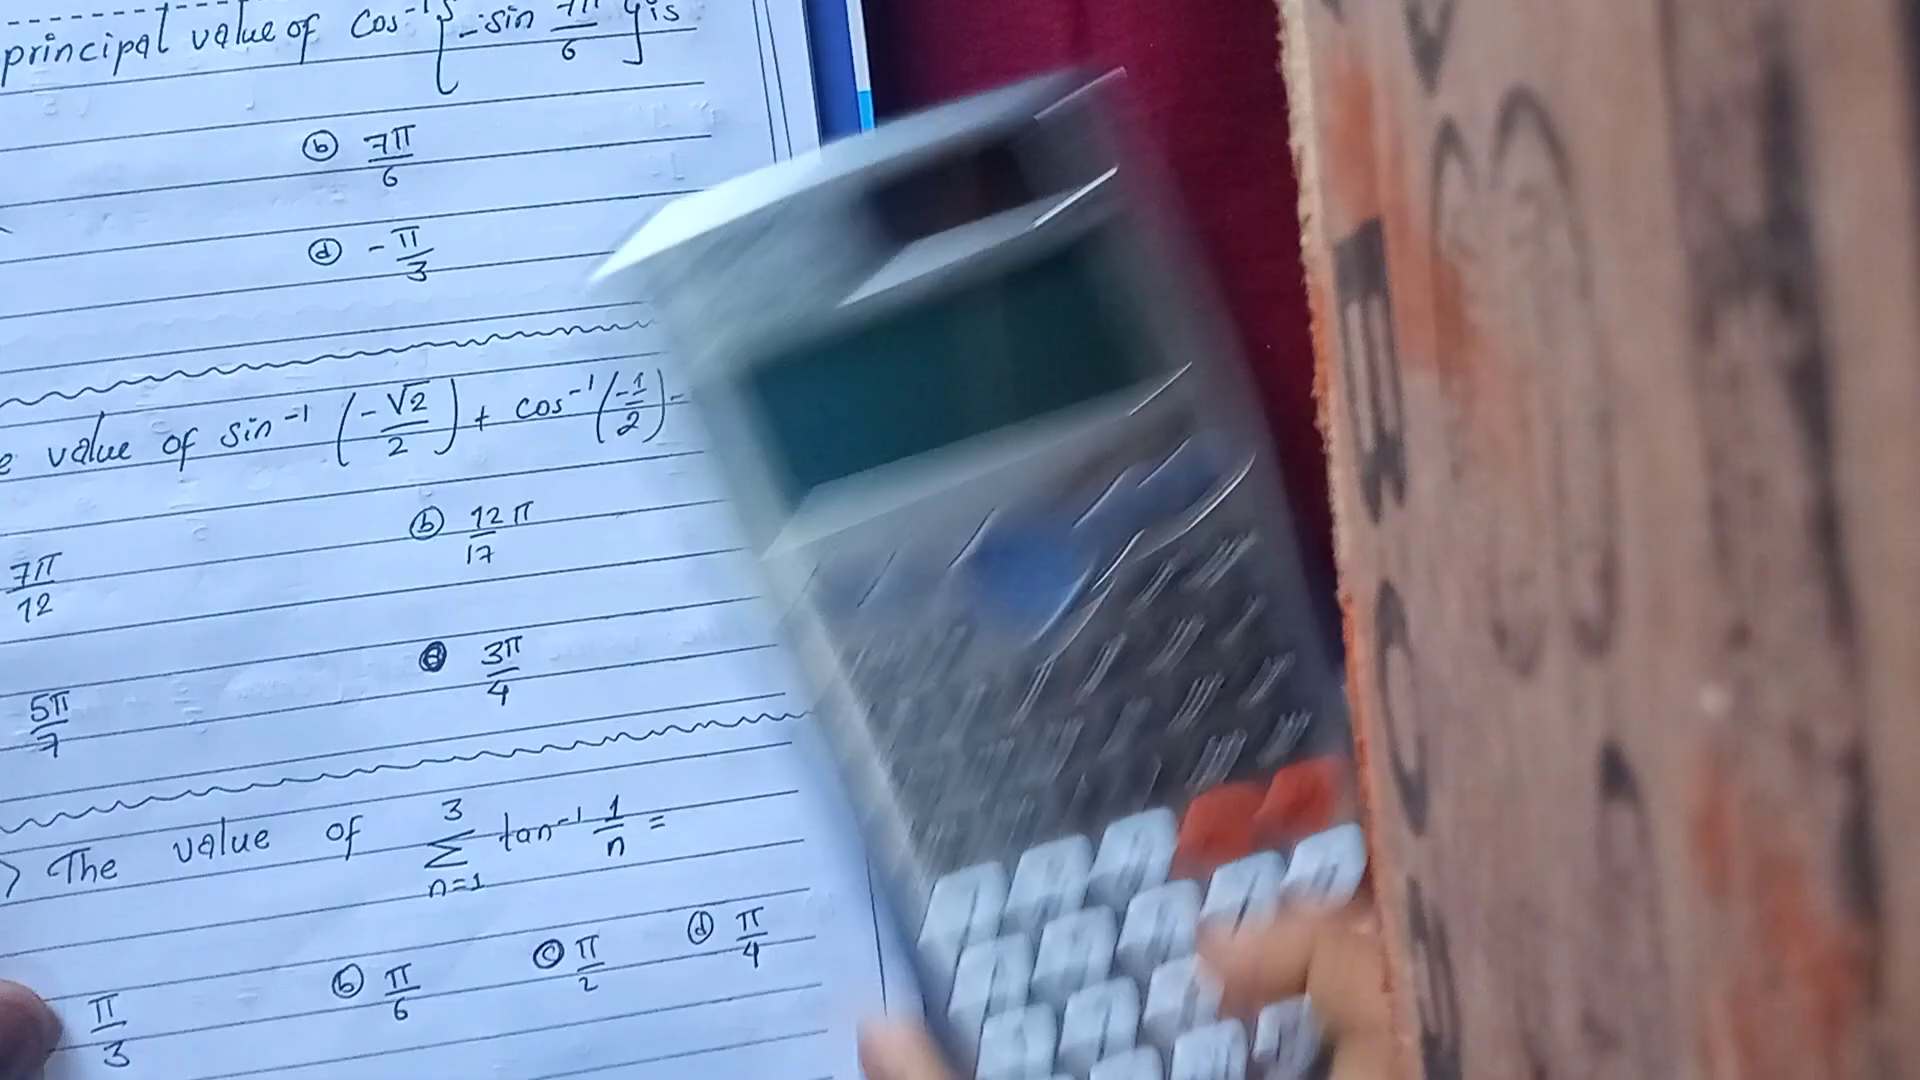 principal value of cos⁻¹{-sin 7π/6} is
ⓑ 7π/6
ⓓ -π/3
value of sin⁻¹(-√2/2) + cos⁻¹(-1/2) -
7π/12
ⓑ 12π/17
5π/7
3π/4
The value of 3 Σ n=1 tan⁻¹ 1/n =
π/3 ⓑ π/6 ⓒ π/2 ⓓ π/4